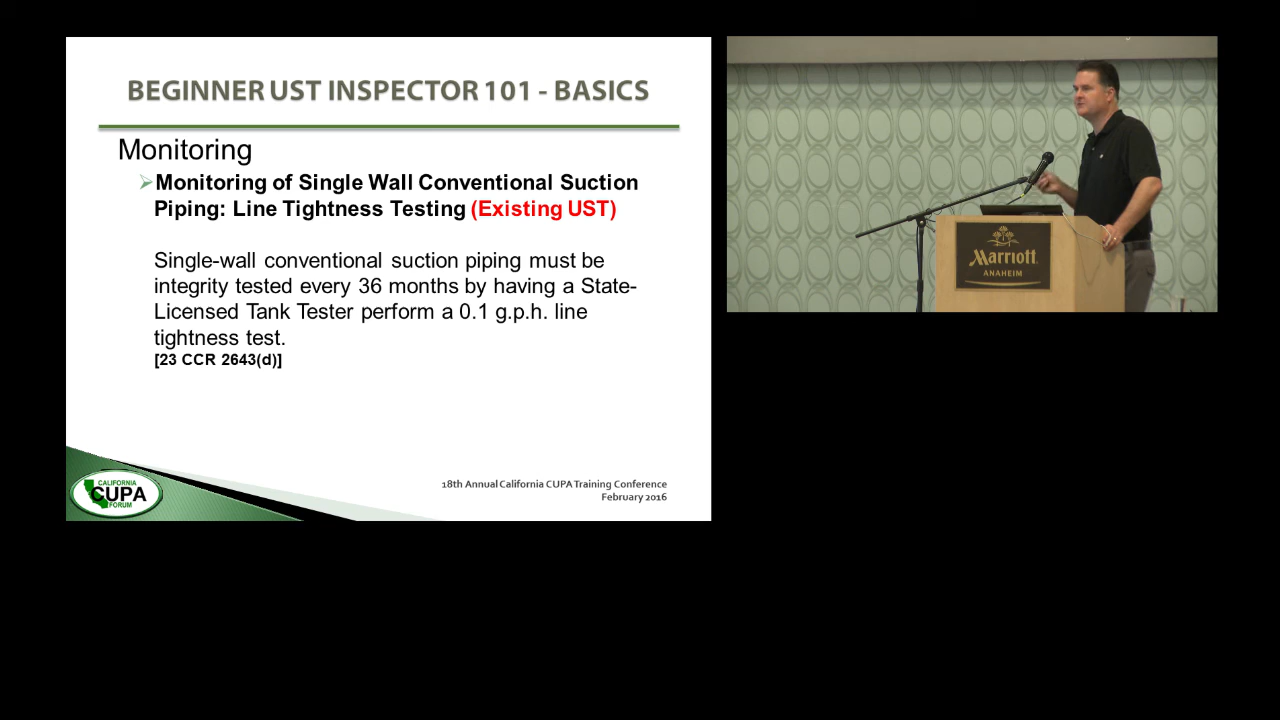 BEGINNER UST INSPECTOR 101 - BASICS
Monitoring
Monitoring of Single Wall Conventional Suction
Piping: Line Tightness Testing (Existing UST)
Single-wall conventional suction piping must be
integrity tested every 36 months by having a State-
Licensed Tank Tester perform a 0.1 g.p.h. line
tightness test.
[23 CCR 2643(d)]
18th Annual California CUPA Training Conference
February 2016
CALIFORNIA
CUPA
FORUM
Marriott
ANAHEIM